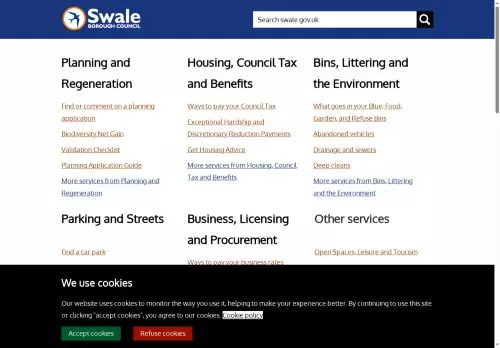 Swale
BOROUGH COUNCIL
Search swale.gov.uk
Planning and
Regeneration
Find or comment on a planning
application
Biodiversity Net Gain
Validation Checklist
Planning Application Guide
More services from Planning and
Regeneration
Housing, Council Tax
and Benefits
Ways to pay your Council Tax
Exceptional Hardship and
Discretionary Reduction Payments
Get Housing Advice
More services from Housing, Council
Tax and Benefits
Bins, Littering and
the Environment
What goes in your Blue, Food,
Garden, and Refuse Bins
Abandoned vehicles
Drainage and sewers
Deep cleans
More services from Bins, Littering
and the Environment
Parking and Streets
Find a car park
Business, Licensing
and Procurement
Ways to pay your business rates
Other services
Open Spaces, Leisure and Tourism
We use cookies
Our website uses cookies to monitor the way you use it, helping to make your experience better. By continuing to use this site
or clicking "accept cookies", you agree to our cookies. Cookie policy
Accept cookies
Refuse cookies